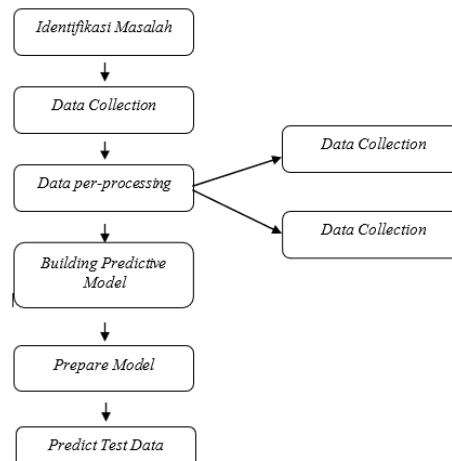 Identifikasi Masalah
Data Collection
Data per-processing
Data Collection
Data Collection
Building Predictive
Model
Prepare Model
Predict Test Data